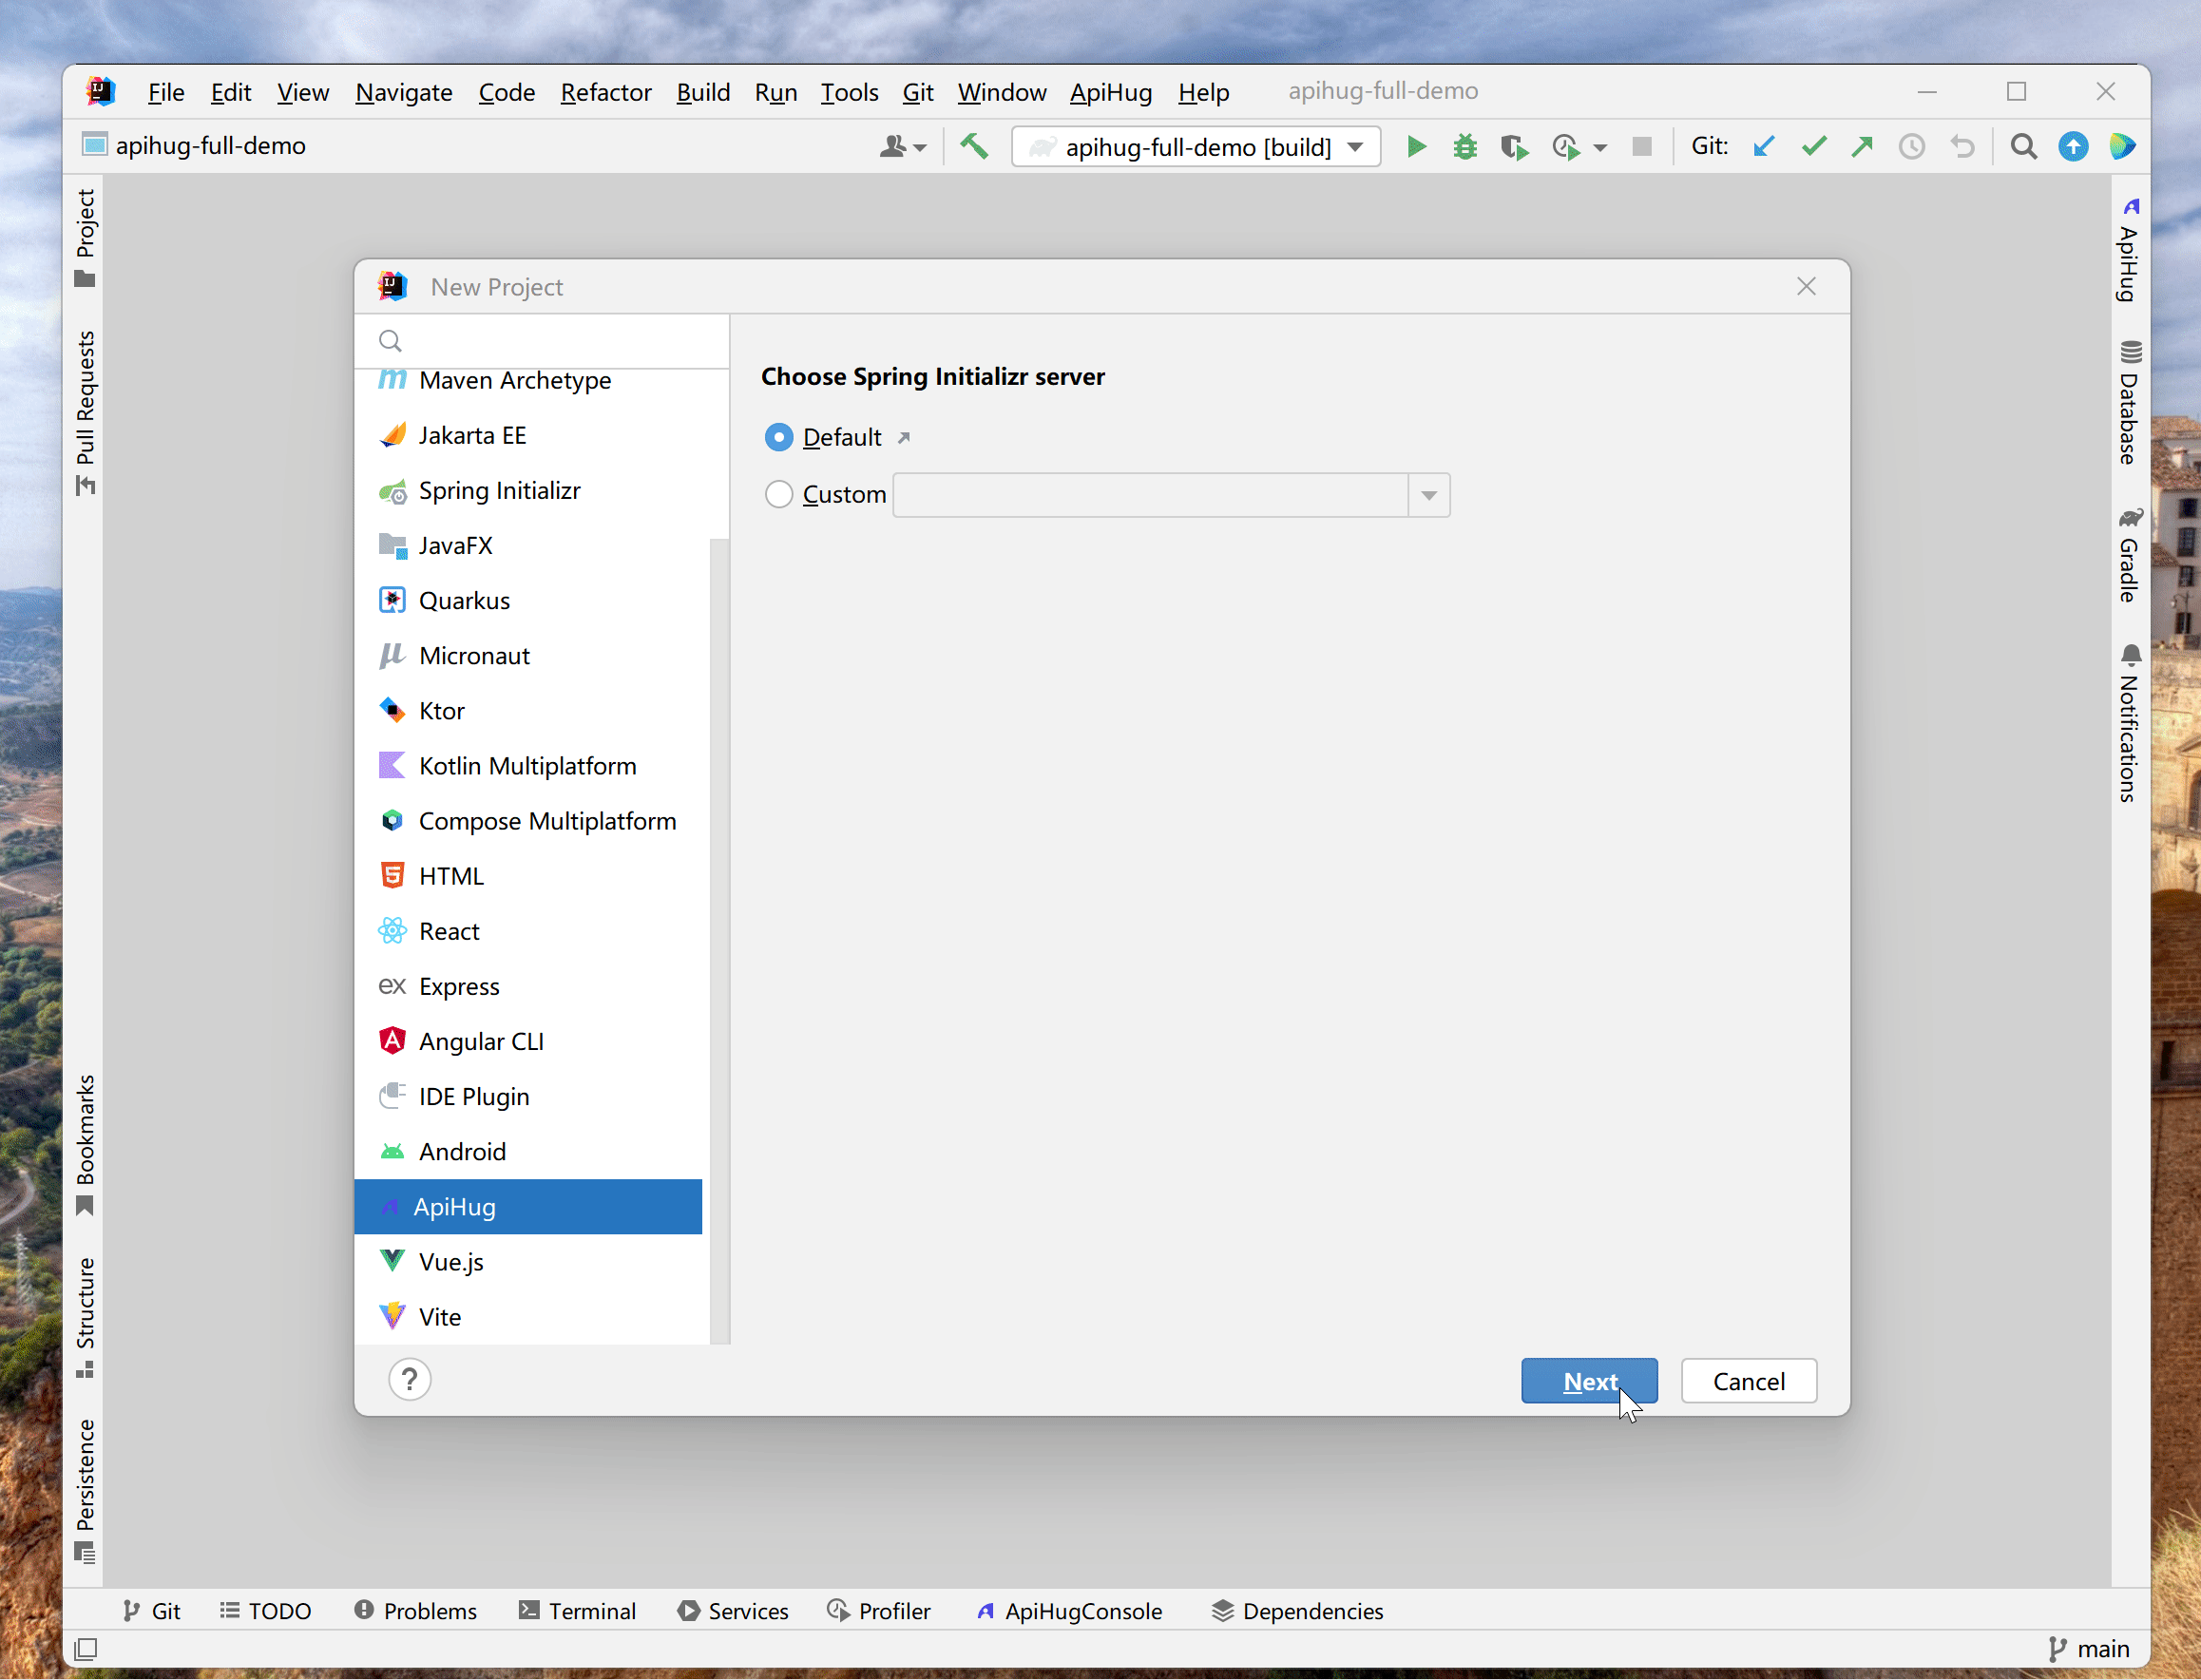 File Edit View Navigate Code Refactor Build Run Tools Git Window ApiHug Help apihug-full-demo
apihug-full-demo
apihug-full-demo [build]
Git:
Project
Pull Requests
Bookmarks
Structure
Persistence
New Project
Maven Archetype
Jakarta EE
Spring Initializr
JavaFX
Quarkus
Micronaut
Ktor
Kotlin Multiplatform
Compose Multiplatform
HTML
React
Express
Angular CLI
IDE Plugin
Android
ApiHug
Vue.js
Vite
Choose Spring Initializr server
Default
Custom
?
Next
Cancel
ApiHug
Database
Gradle
Notifications
Git TODO Problems Terminal Services Profiler ApiHugConsole Dependencies
main